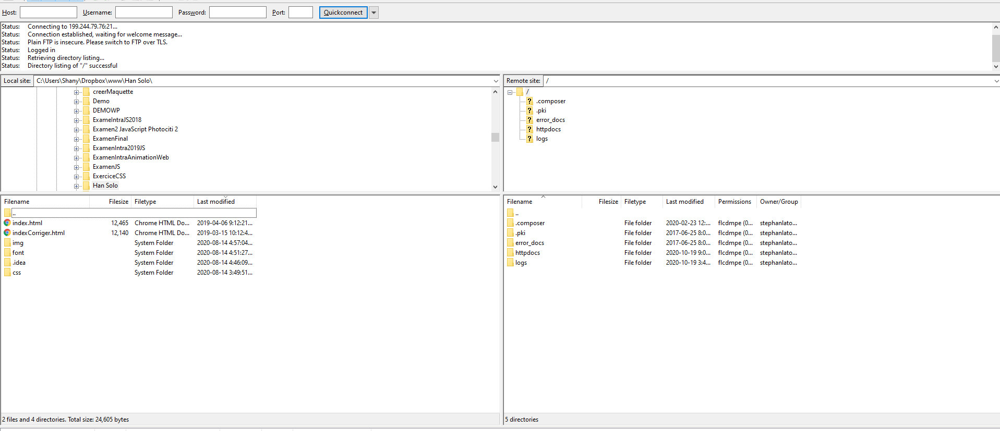 Host: Username: Password: Port: Quickconnect
Status: Connecting to 199.244.79.76:21...
Status: Connection established, waiting for welcome message...
Status: Plain FTP is insecure. Please switch to FTP over TLS.
Status: Logged in
Status: Retrieving directory listing...
Status: Directory listing of "/" successful
Local site: C:\Users\Shany\Dropbox\www\Han Solo\
creerMaquette
Demo
DEMOWP
ExameIntraJS2018
Examen2 JavaScript Photociti 2
ExamenFinal
ExamenIntra2019JS
ExamenIntraAnimationWeb
ExamenJS
ExerciceCSS
Han Solo
Remote site: /
/
.composer
.pki
error_docs
httpdocs
logs
Filename Filesize Filetype Last modified
..
index.html 12,465 Chrome HTML Do... 2019-04-06 9:12:21...
indexCorriger.html 12,140 Chrome HTML Do... 2019-03-15 10:12:4...
img System Folder 2020-08-14 4:57:04...
font System Folder 2020-08-14 4:51:27...
.idea System Folder 2020-08-14 4:46:09...
css System Folder 2020-08-14 3:49:51...
2 files and 4 directories. Total size: 24,605 bytes
Filename Filesize Filetype Last modified Permissions Owner/Group
..
.composer File folder 2020-02-23 12:... flcdmpe (0... stephanlato...
.pki File folder 2017-06-25 8:0... flcdmpe (0... stephanlato...
error_docs File folder 2017-06-25 8:0... flcdmpe (0... stephanlato...
httpdocs File folder 2020-10-19 9:0... flcdmpe (0... stephanlato...
logs File folder 2020-10-19 3:4... flcdmpe (0... stephanlato...
5 directories